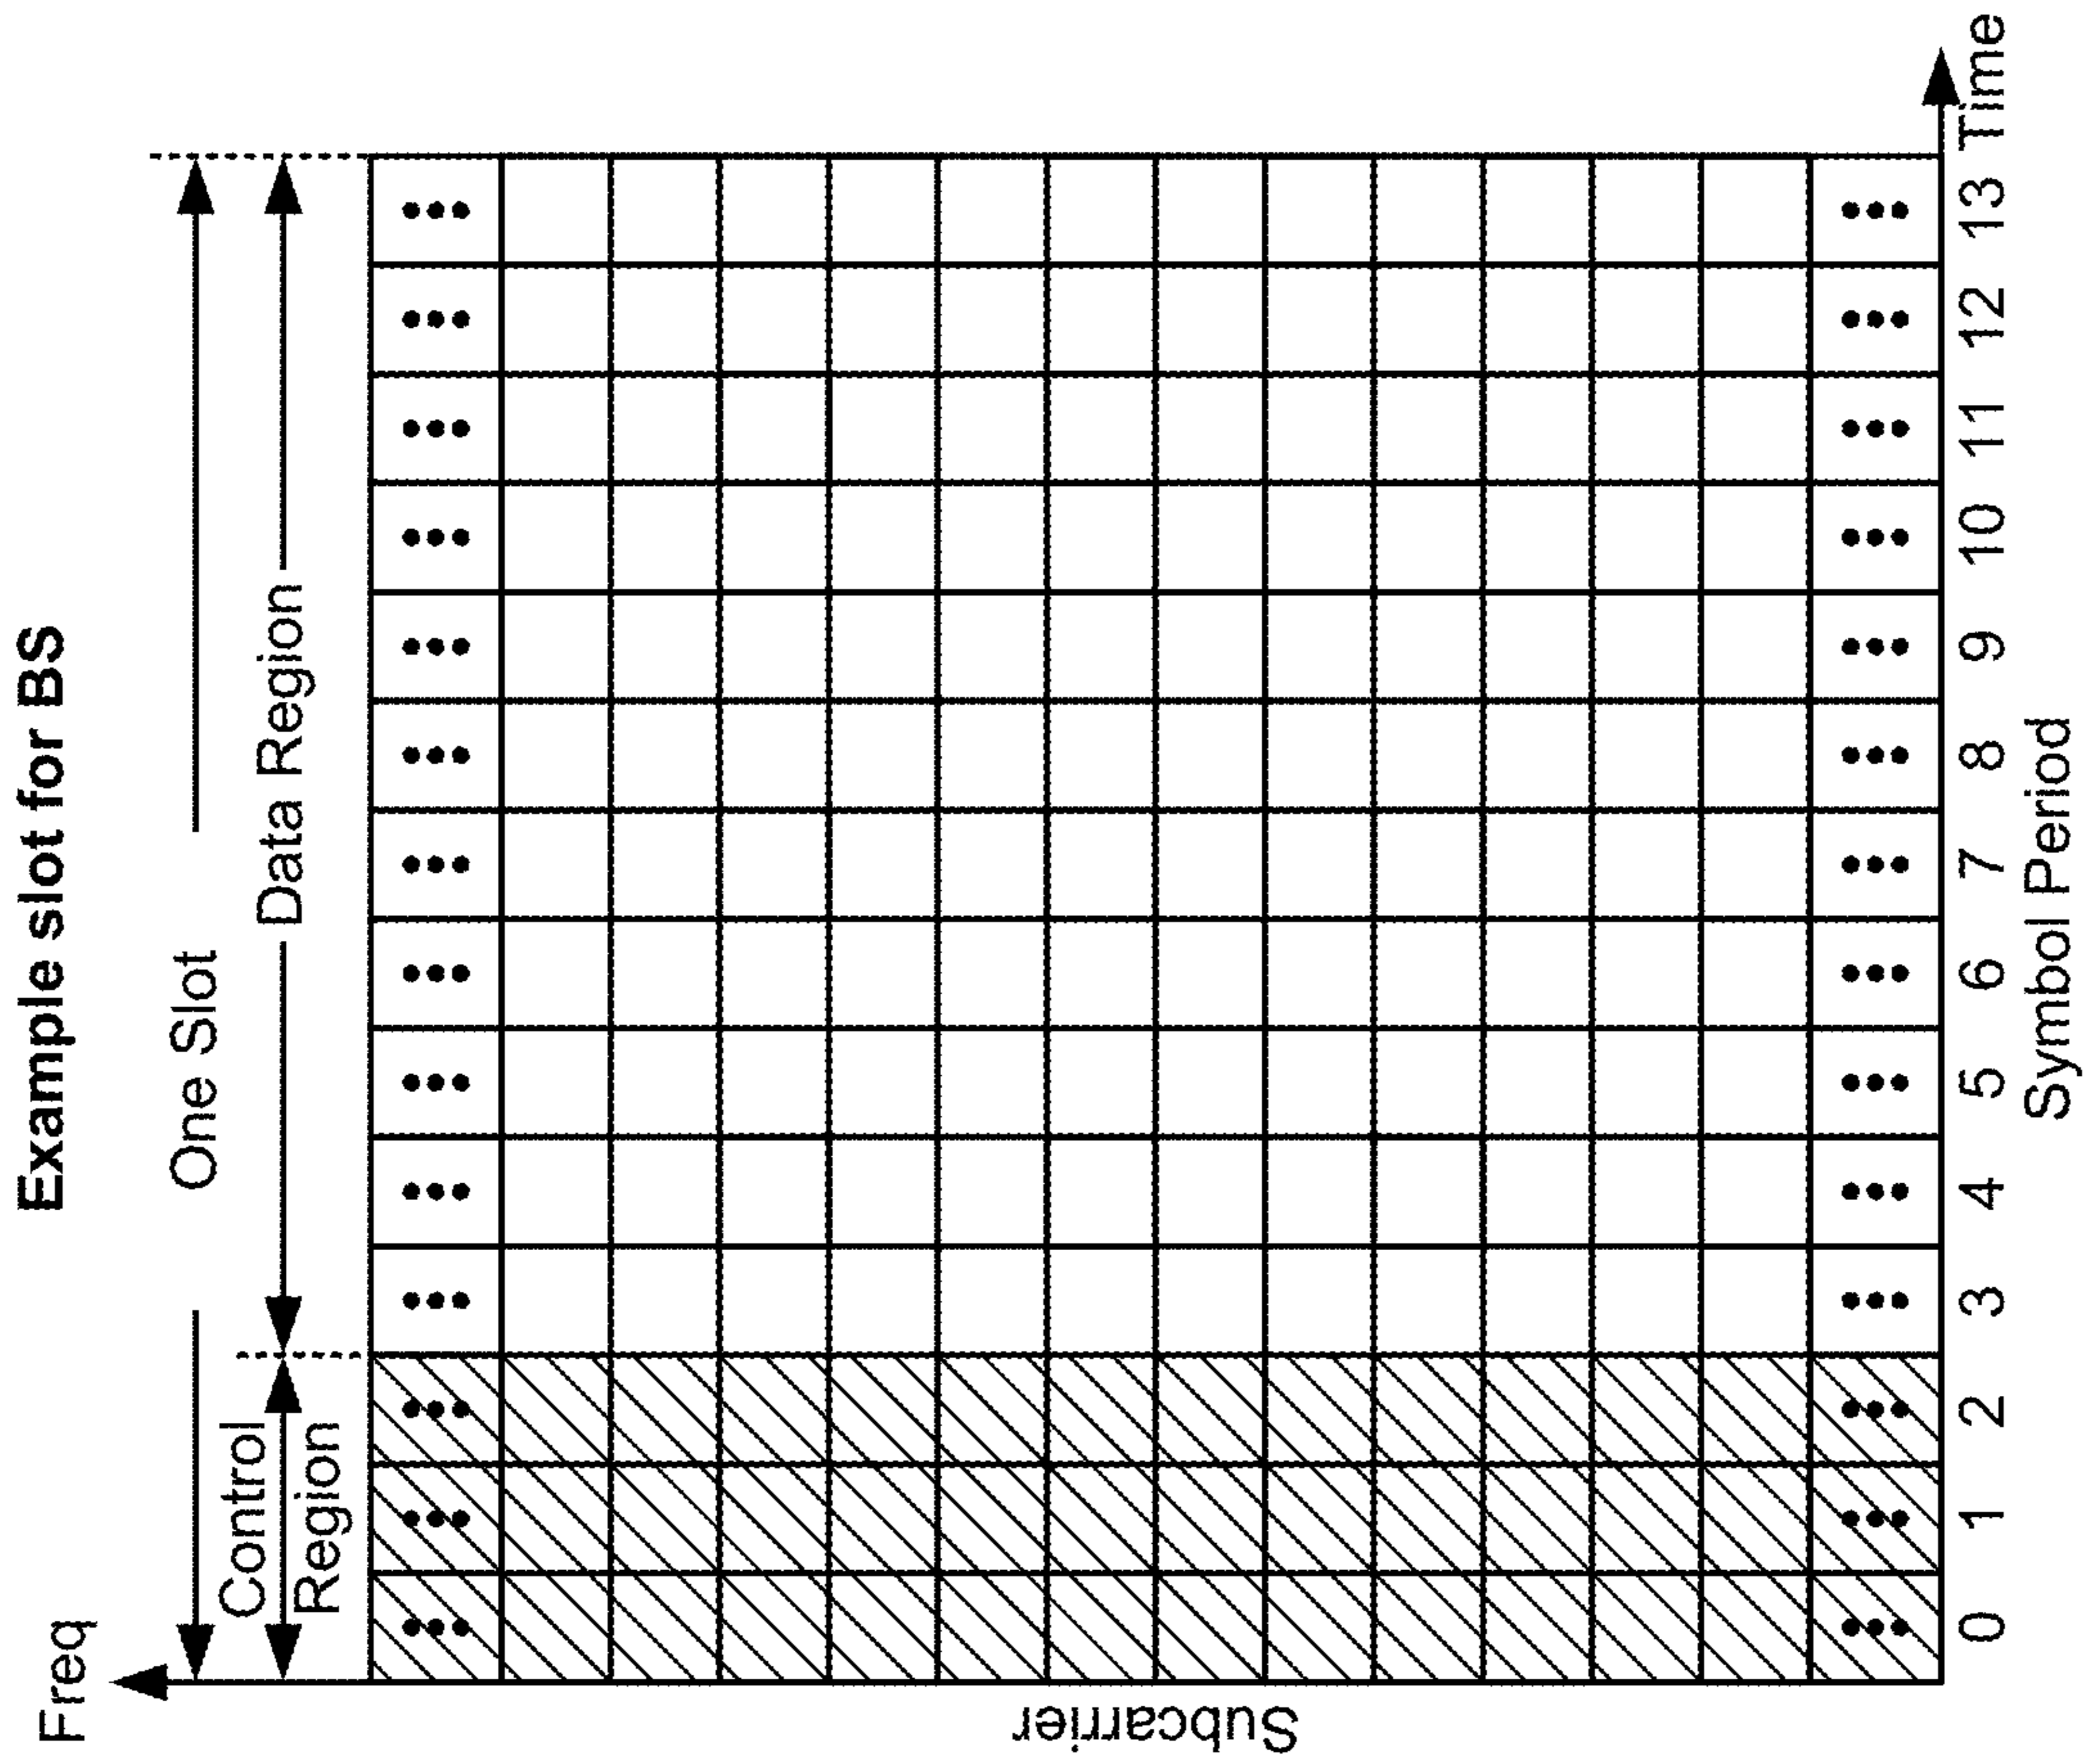 Example slot for BS
One Slot
Data Region
Control
Region
Freq
Subcarrier
0 1 2 3 4 5 6 7 8 9 10 11 12 13 Time
Symbol Period